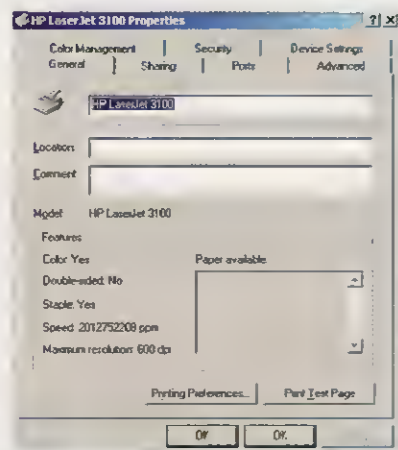 HP LaserJet 3100 Properties
? X
Color Management | Security | Device Settings
General | Sharing | Ports | Advanced
HP LaserJet 3100
Location:
Comment:
Model: HP LaserJet 3100
Features
Color: Yes
Paper available:
Double-sided: No
Staple: Yes
Speed: 2012752208 ppm
Maximum resolution: 600 dpi
Printing Preferences...
Print Test Page
OK